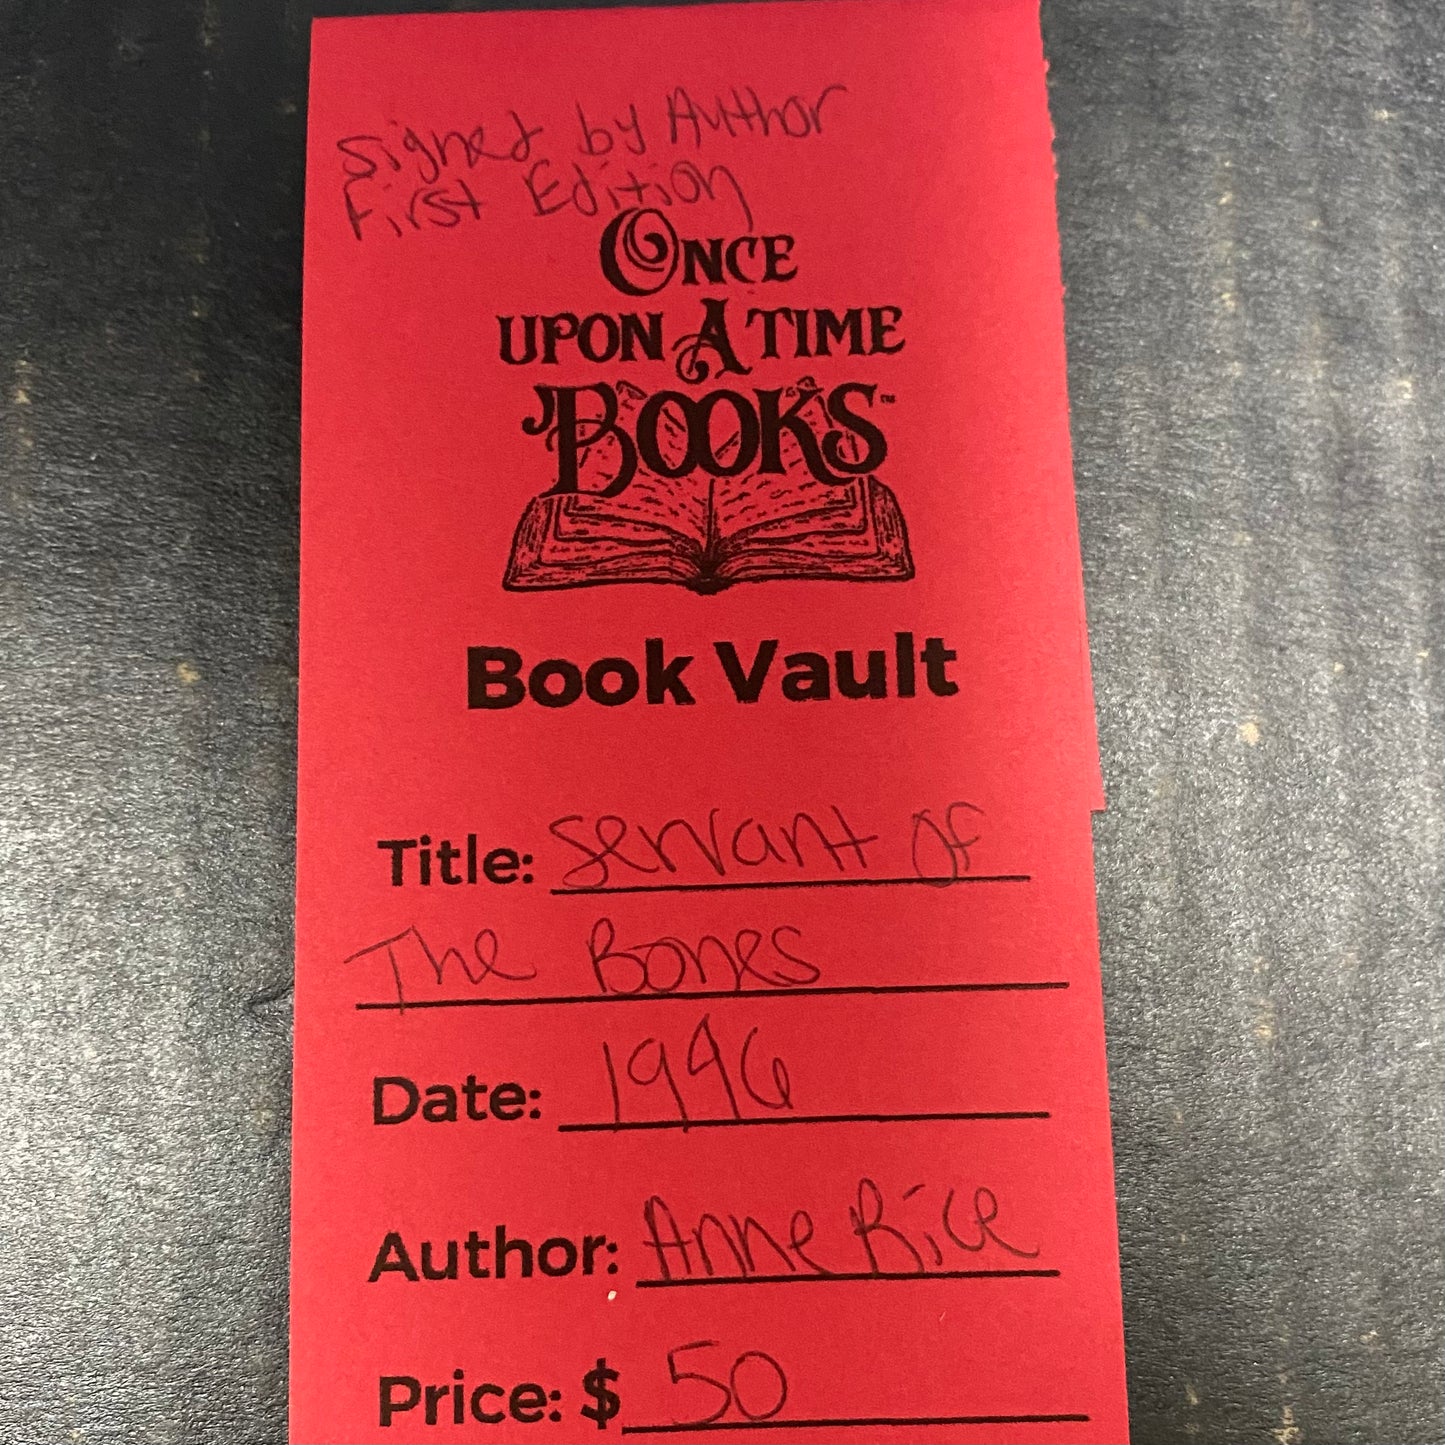 signed by Author
First Edition
ONCE
UPON A TIME
BOOKS™
Book Vault
Title: Servant of
The Bones
Date: 1996
Author: Anne Rice
Price: $ 50